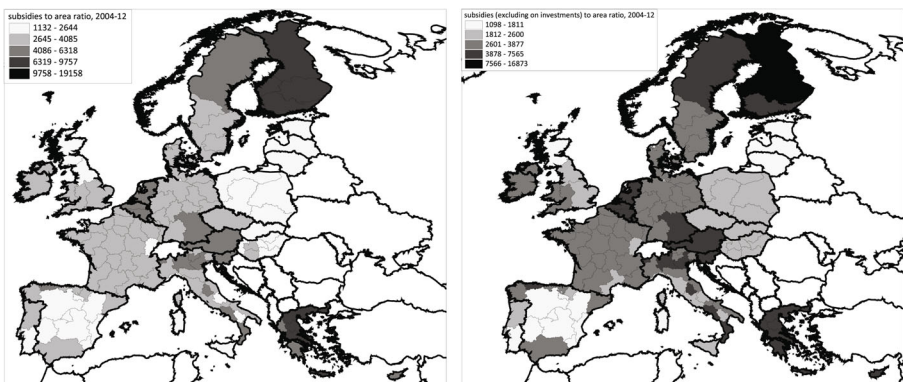 subsidies to area ratio, 2004-12
1132 - 2644
2645 - 4085
4086 - 6318
6319 - 9757
9758 - 19158
subsidies (excluding on investments) to area ratio, 2004-12
1098 - 1811
1812 - 2600
2601 - 3877
3878 - 7565
7566 - 16873